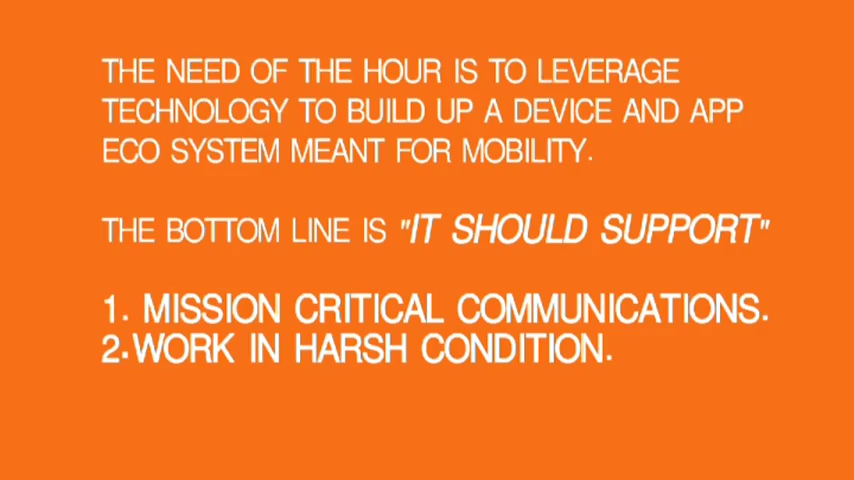 THE NEED OF THE HOUR IS TO LEVERAGE
TECHNOLOGY TO BUILD UP A DEVICE AND APP
ECO SYSTEM MEANT FOR MOBILITY.
THE BOTTOM LINE IS "IT SHOULD SUPPORT"
1. MISSION CRITICAL COMMUNICATIONS.
2.WORK IN HARSH CONDITION.